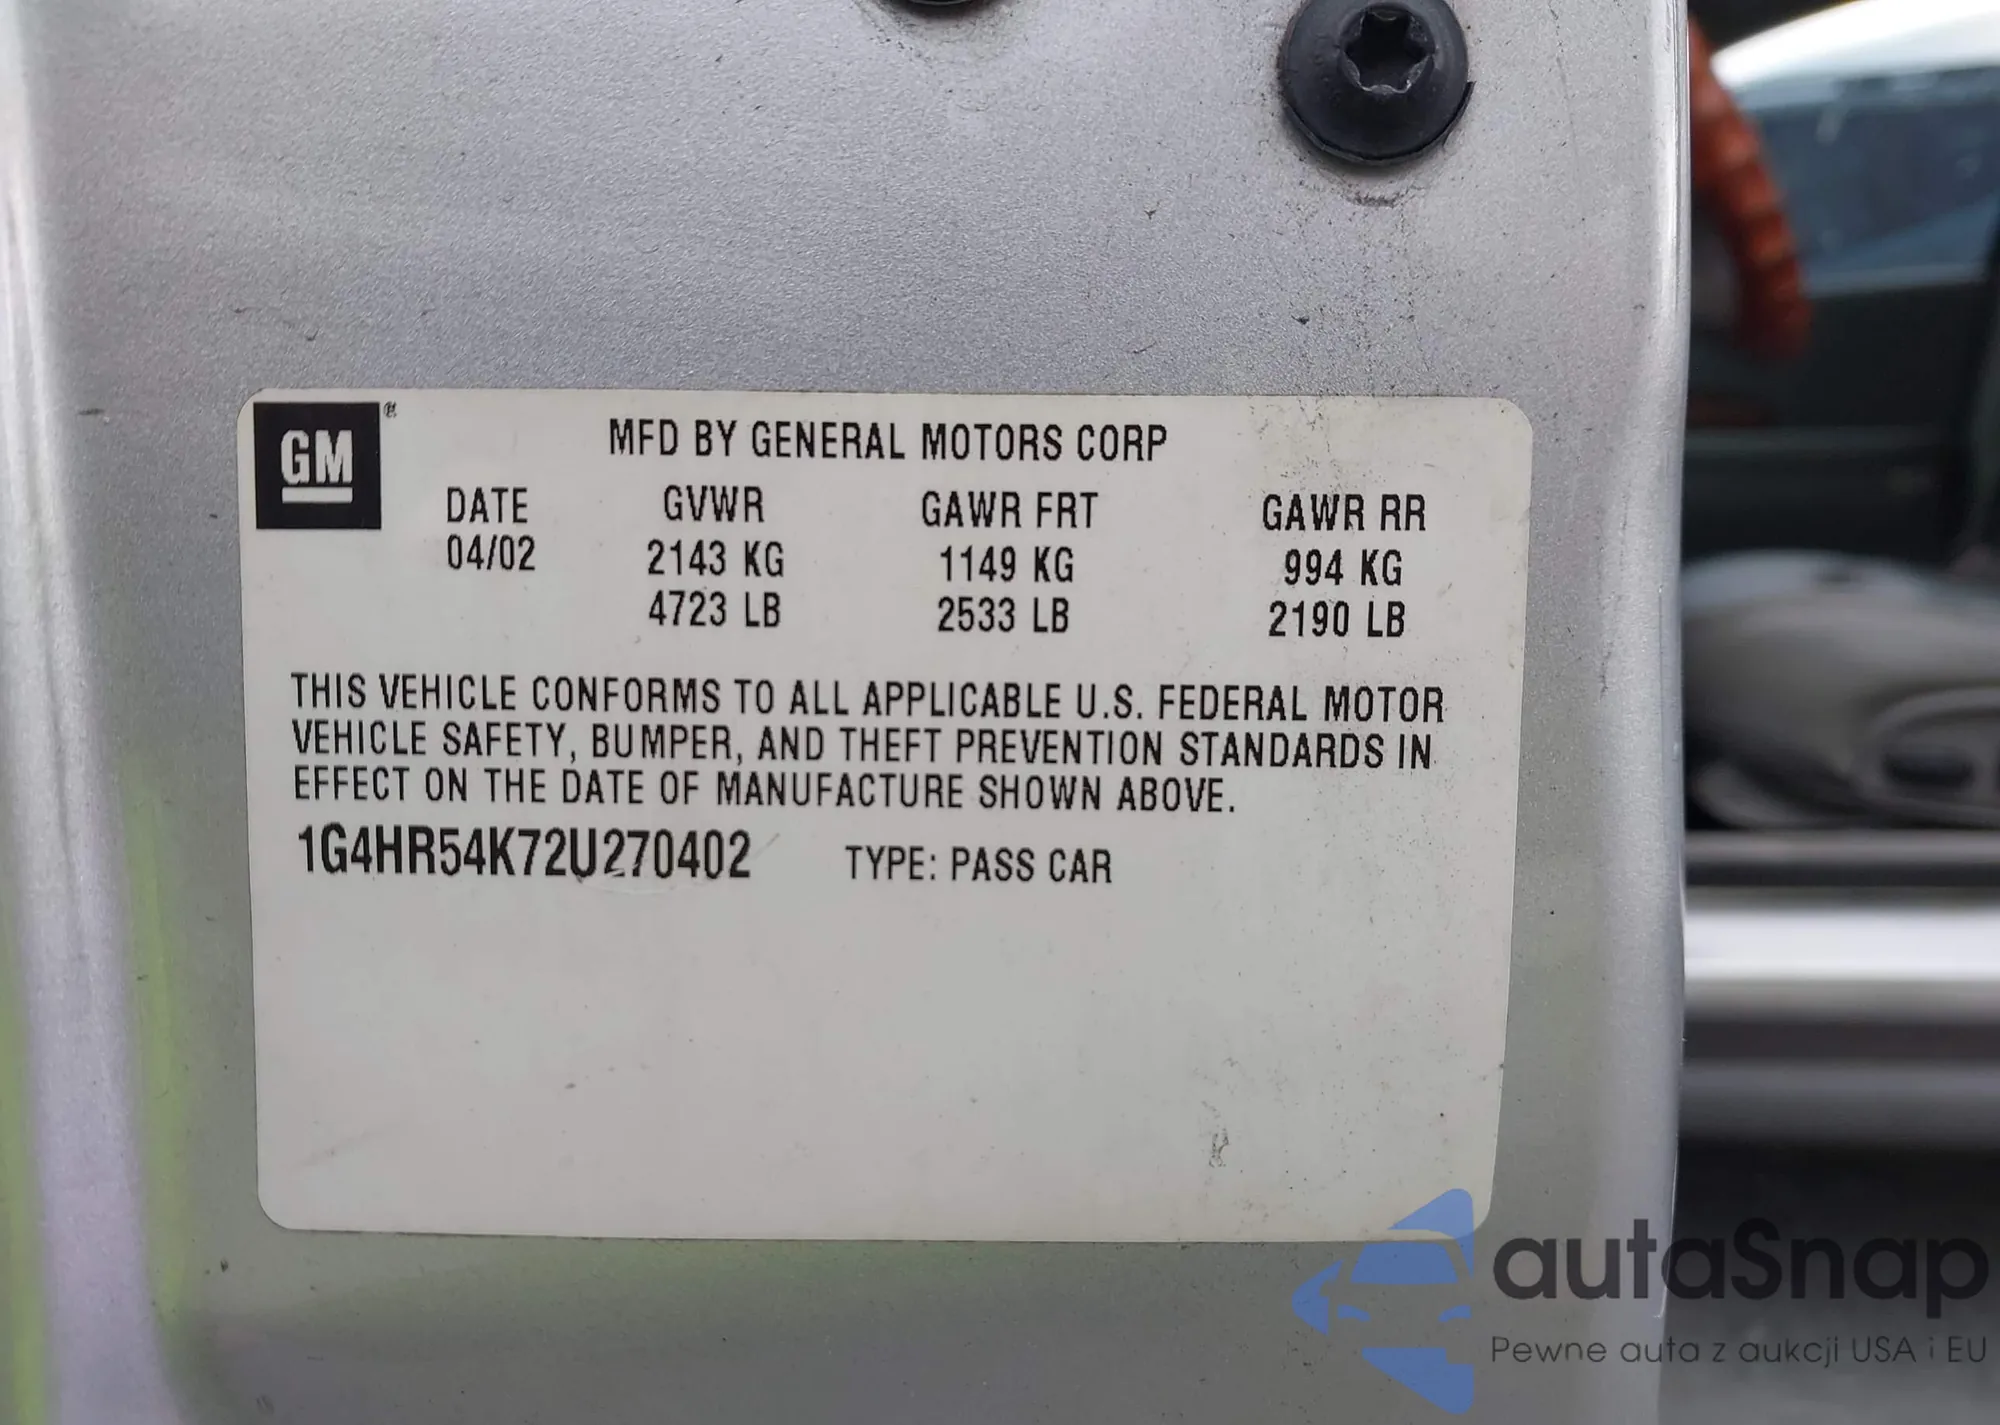 GM®
MFD BY GENERAL MOTORS CORP
DATE GVWR GAWR FRT GAWR RR
04/02 2143 KG 1149 KG 994 KG
4723 LB 2533 LB 2190 LB
THIS VEHICLE CONFORMS TO ALL APPLICABLE U.S. FEDERAL MOTOR
VEHICLE SAFETY, BUMPER, AND THEFT PREVENTION STANDARDS IN
EFFECT ON THE DATE OF MANUFACTURE SHOWN ABOVE.
1G4HR54K72U270402 TYPE: PASS CAR
autaSnap
Pewne auta z aukcji USA i EU